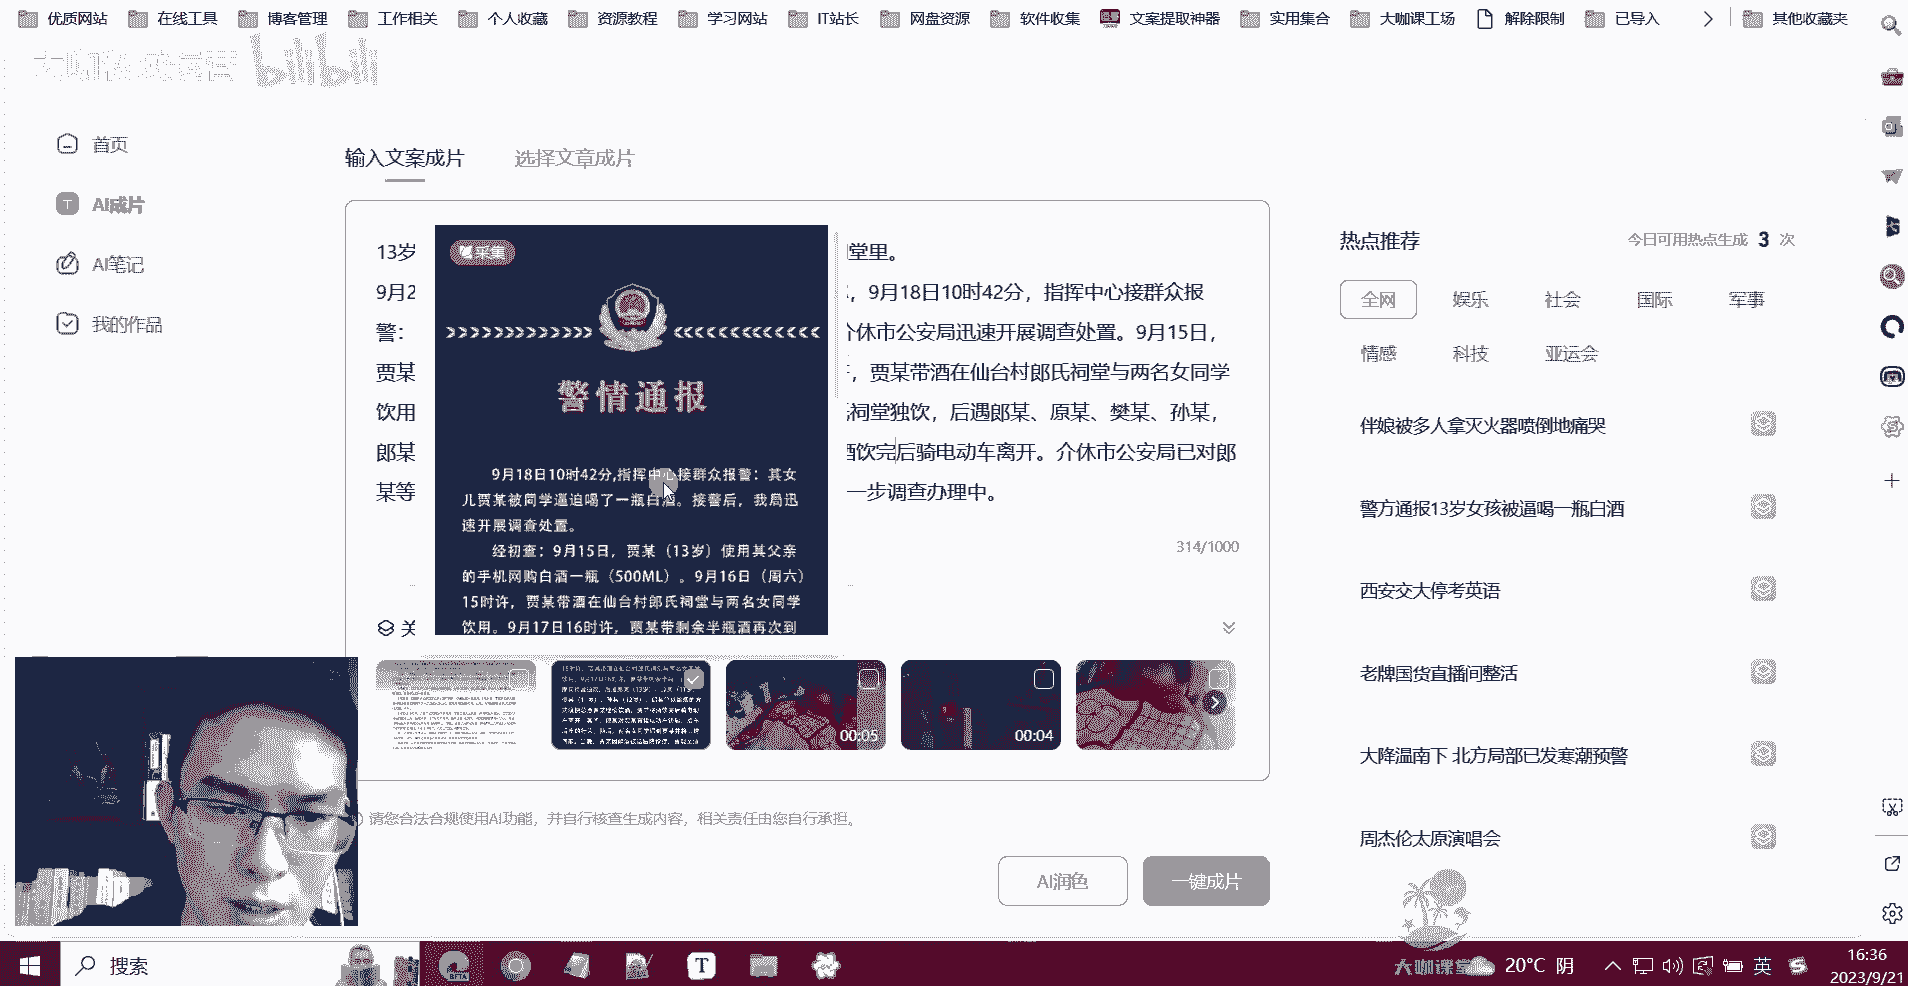 优质网站 在线工具 博客管理 工作相关 个人收藏 资源教程 学习网站 IT站长 网盘资源 软件收集 文案提取神器 实用集合 大咖课工场 解除限制 已导入 其他收藏夹
bilibili
首页
AI成片
AI笔记
我的作品
输入文案成片 选择文章成片
13岁
堂里。
9月2
，9月18日10时42分，指挥中心接群众报
警：
介休市公安局迅速开展调查处置。9月15日，
贾某
，贾某带酒在仙台村郎氏祠堂与两名女同学
饮用
祠堂独饮，后遇郎某、原某、樊某、孙某，
郎某
酒饮完后骑电动车离开。介休市公安局已对郎
某等
一步调查办理中。
314/1000
关
采集
警情通报
9月18日10时42分,指挥中心接群众报警：其女
儿贾某被同学逼迫喝了一瓶白酒。接警后，我局迅
速开展调查处置。
经初查：9月15日，贾某（13岁）使用其父亲
的手机网购白酒一瓶（500ML）。9月16日（周六）
15时许，贾某带酒在仙台村郎氏祠堂与两名女同学
饮用。9月17日16时许，贾某带剩余半瓶酒再次到
00:05
00:04
请您合法合规使用AI功能，并自行核查生成内容，相关责任由您自行承担。
AI润色 一键成片
热点推荐 今日可用热点生成 3 次
全网 娱乐 社会 国际 军事
情感 科技 亚运会
伴娘被多人拿灭火器喷倒地痛哭
警方通报13岁女孩被逼喝一瓶白酒
西安交大停考英语
老牌国货直播间整活
大降温南下 北方局部已发寒潮预警
周杰伦太原演唱会
大咖课堂
搜索
BETA
T
20°C 阴
英
16:36
2023/9/21